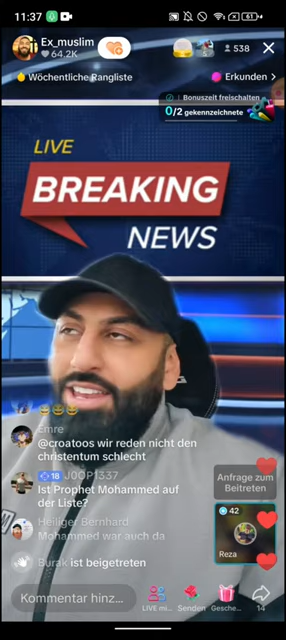 11:37
61
Ex_muslim
64.2K
538
Wöchentliche Rangliste
Erkunden >
Bonuszeit freischalten
0/2 gekennzeichnete
LIVE
BREAKING
NEWS
Emre
@croatoos wir reden nicht den
christentum schlecht
18 J0OP1337
Ist Prophet Mohammed auf
der Liste?
Heiliger Bernhard
Mohammed war auch da
Burak ist beigetreten
Anfrage zum
Beitreten
42
Reza
Kommentar hinz...
LIVE mi...
Senden
Gesche...
14